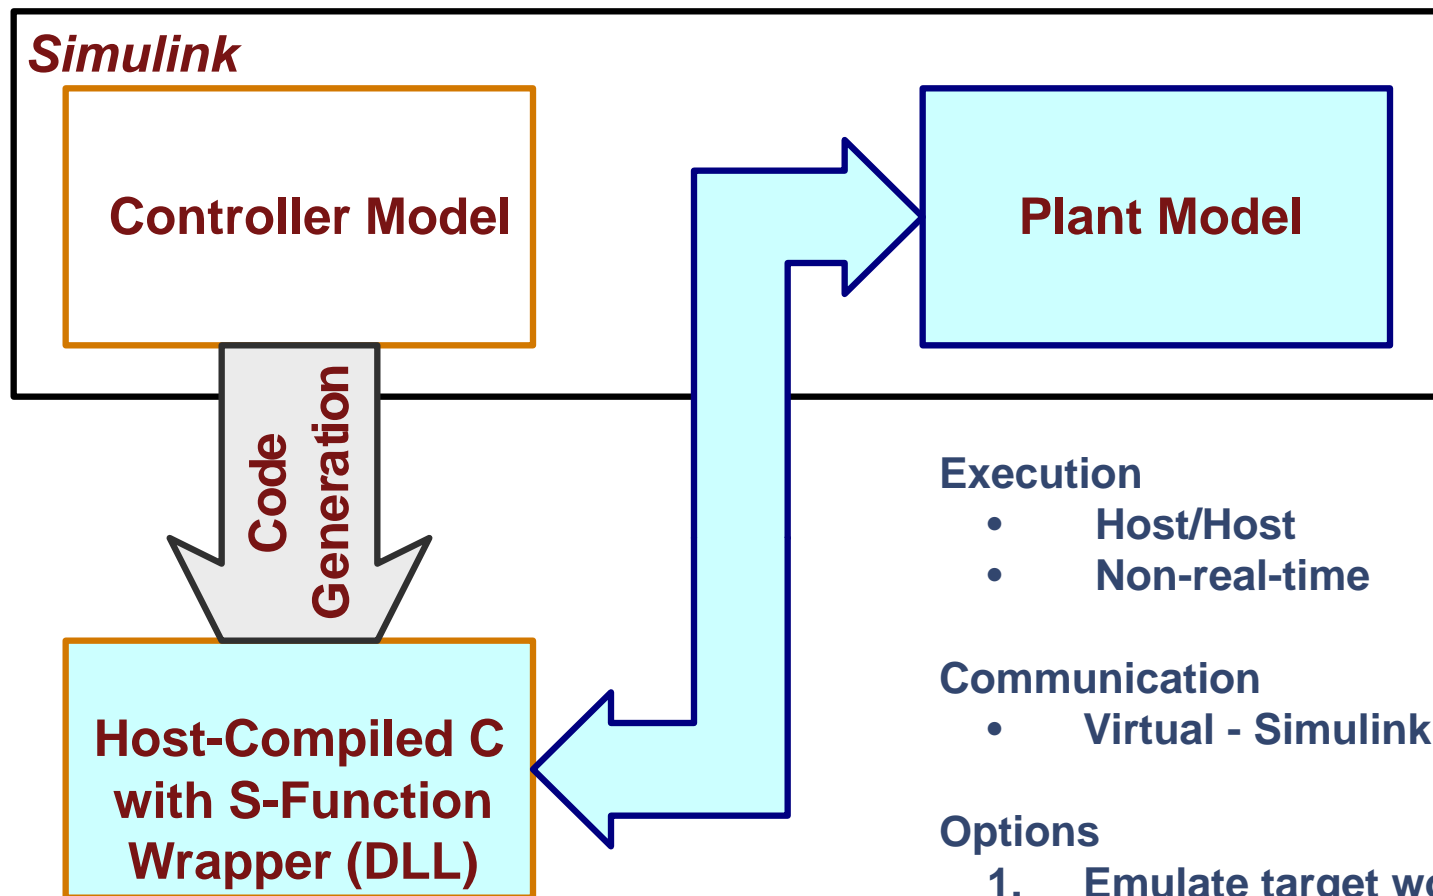 Simulink
Controller Model
Plant Model
Code
Generation
Host-Compiled C
with S-Function
Wrapper (DLL)
Execution
• Host/Host
• Non-real-time
Communication
• Virtual - Simulink
Options
1. Emulate target